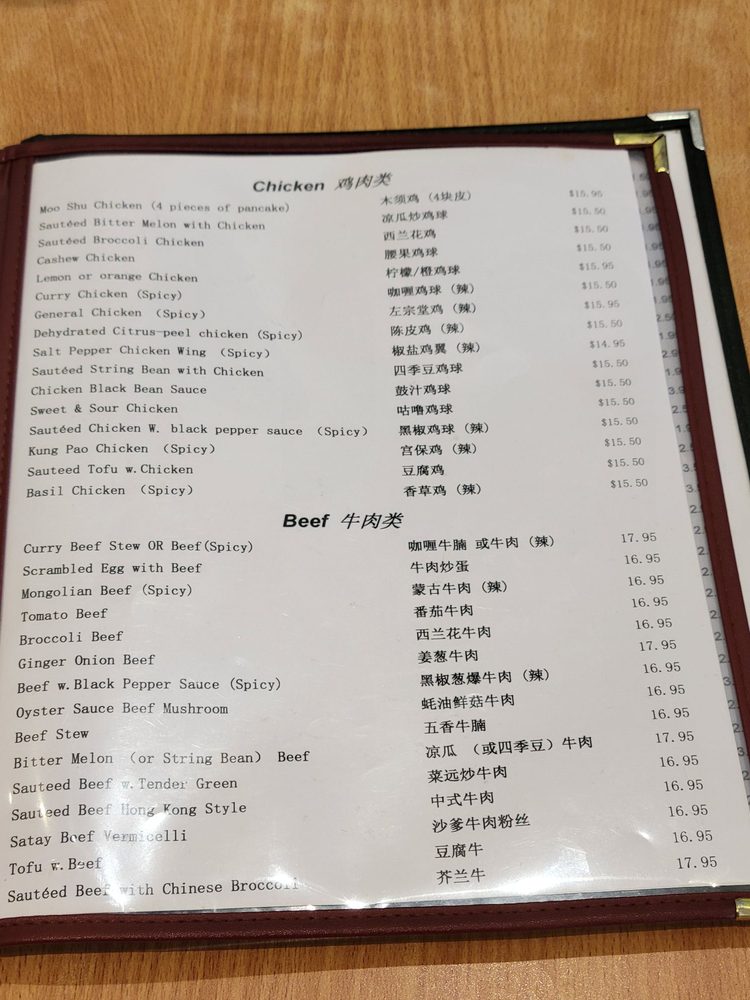 Chicken 鸡肉类
Moo Shu Chicken (4 pieces of pancake) 木须鸡 (4块皮) $15.95
Sautéed Bitter Melon with Chicken 凉瓜炒鸡球 $15.50
Sautéed Broccoli Chicken 西兰花鸡 $15.50
Cashew Chicken 腰果鸡球 $15.50
Lemon or orange Chicken 柠檬/橙鸡球 $15.95
Curry Chicken (Spicy) 咖喱鸡球 (辣) $15.50
General Chicken (Spicy) 左宗堂鸡 (辣) $15.95
Dehydrated Citrus-peel chicken (Spicy) 陈皮鸡 (辣) $15.50
Salt Pepper Chicken Wing (Spicy) 椒盐鸡翼 (辣) $14.95
Sautéed String Bean with Chicken 四季豆鸡球 $15.50
Chicken Black Bean Sauce 鼓汁鸡球 $15.50
Sweet & Sour Chicken 咕噜鸡球 $15.50
Sautéed Chicken W. black pepper sauce (Spicy) 黑椒鸡球 (辣) $15.50
Kung Pao Chicken (Spicy) 宫保鸡 (辣) $15.50
Sauteed Tofu w.Chicken 豆腐鸡 $15.50
Basil Chicken (Spicy) 香草鸡 (辣) $15.50
Beef 牛肉类
Curry Beef Stew OR Beef(Spicy) 咖喱牛腩 或牛肉 (辣) 17.95
Scrambled Egg with Beef 牛肉炒蛋 16.95
Mongolian Beef (Spicy) 蒙古牛肉 (辣) 16.95
Tomato Beef 番茄牛肉 16.95
Broccoli Beef 西兰花牛肉 16.95
Ginger Onion Beef 姜葱牛肉 17.95
Beef w.Black Pepper Sauce (Spicy) 黑椒葱爆牛肉 (辣) 16.95
Oyster Sauce Beef Mushroom 蚝油鲜菇牛肉 16.95
Beef Stew 五香牛腩 16.95
Bitter Melon (or String Bean) Beef 凉瓜 (或四季豆) 牛肉 17.95
Sauteed Beef w.Tender Green 菜远炒牛肉 16.95
Sauteed Beef Hong Kong Style 中式牛肉 16.95
Satay Beef Vermicelli 沙爹牛肉粉丝 16.95
Tofu w.Beef 豆腐牛 16.95
Sautéed Beef with Chinese Broccoli 芥兰牛 17.95